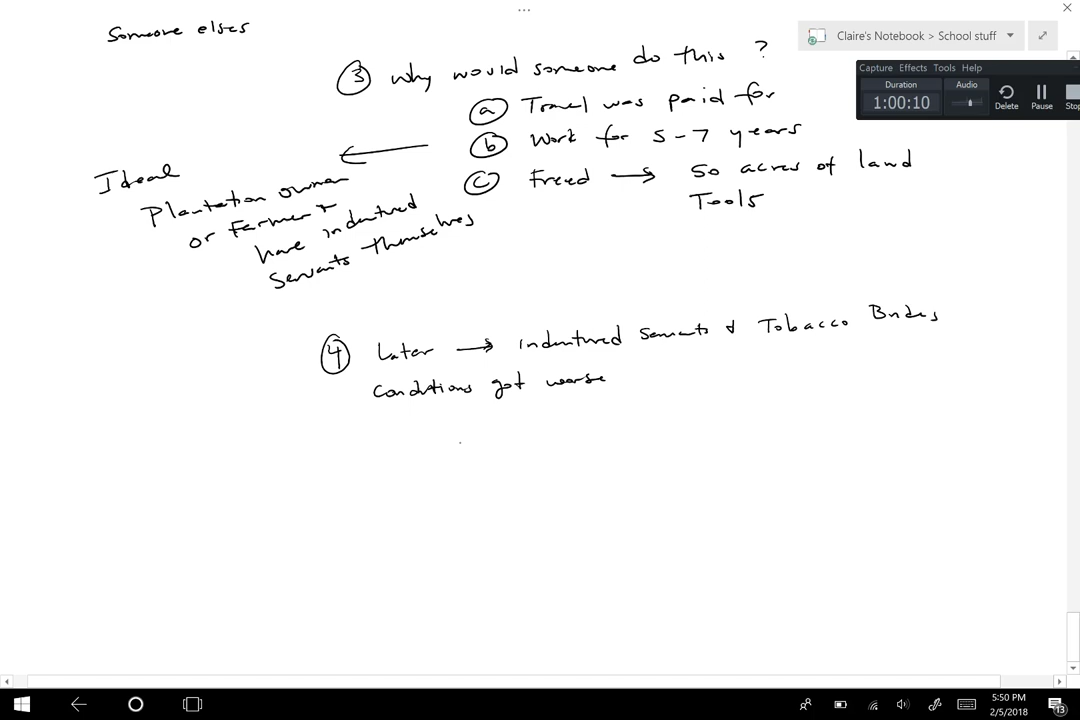 Someone elses
Claire's Notebook > School stuff
③ Why would someone do this ?
Capture Effects Tools Help
Duration
1:00:10
Audio
Delete
Pause
Stop
ⓐ Travel was paid for
ⓑ Work for 5-7 years
ⓒ Freed → 50 acres of land
Tools
Ideal
Plantation owner
or Farmer +
have indentured
Servants themselves
④ Later → indentured servants + Tobacco Brides
Conditions got worse
5:50 PM
2/5/2018
13